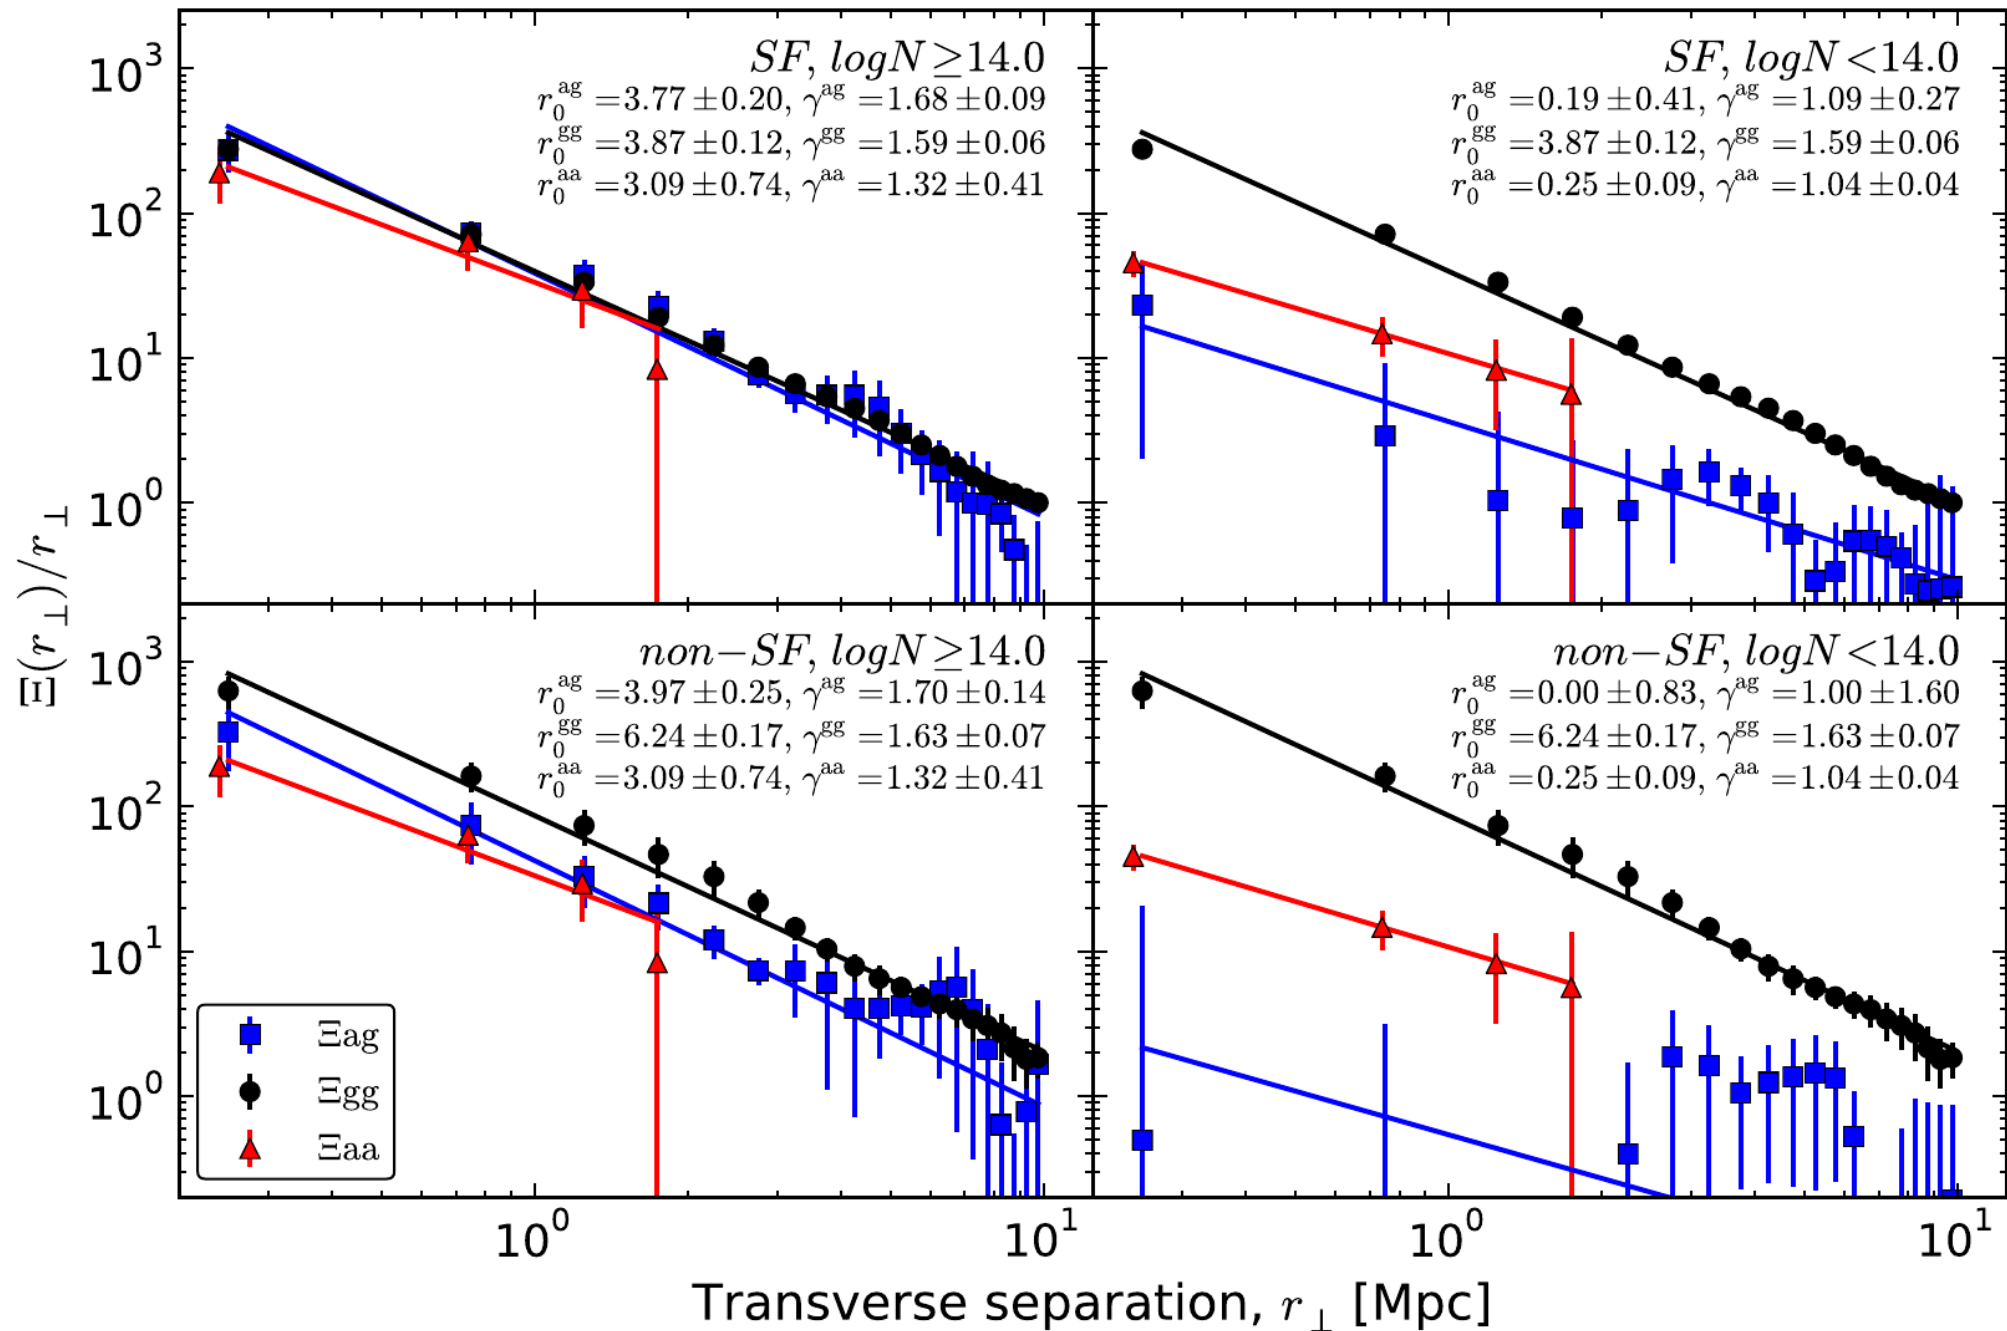 SF, logN ≥14.0
r₀ᵃᵍ =3.77 ±0.20, γᵃᵍ =1.68 ±0.09
r₀ᵍᵍ =3.87 ±0.12, γᵍᵍ =1.59 ±0.06
r₀ᵃᵃ =3.09 ±0.74, γᵃᵃ =1.32 ±0.41
SF, logN <14.0
r₀ᵃᵍ =0.19 ±0.41, γᵃᵍ =1.09 ±0.27
r₀ᵍᵍ =3.87 ±0.12, γᵍᵍ =1.59 ±0.06
r₀ᵃᵃ =0.25 ±0.09, γᵃᵃ =1.04 ±0.04
10³
10²
10¹
10⁰
non−SF, logN ≥14.0
r₀ᵃᵍ =3.97 ±0.25, γᵃᵍ =1.70 ±0.14
r₀ᵍᵍ =6.24 ±0.17, γᵍᵍ =1.63 ±0.07
r₀ᵃᵃ =3.09 ±0.74, γᵃᵃ =1.32 ±0.41
non−SF, logN <14.0
r₀ᵃᵍ =0.00 ±0.83, γᵃᵍ =1.00 ±1.60
r₀ᵍᵍ =6.24 ±0.17, γᵍᵍ =1.63 ±0.07
r₀ᵃᵃ =0.25 ±0.09, γᵃᵃ =1.04 ±0.04
10³
10²
10¹
10⁰
Ξag
Ξgg
Ξaa
10⁰ 10¹ 10⁰ 10¹
Ξ(r⊥)/r⊥
Transverse separation, r⊥ [Mpc]